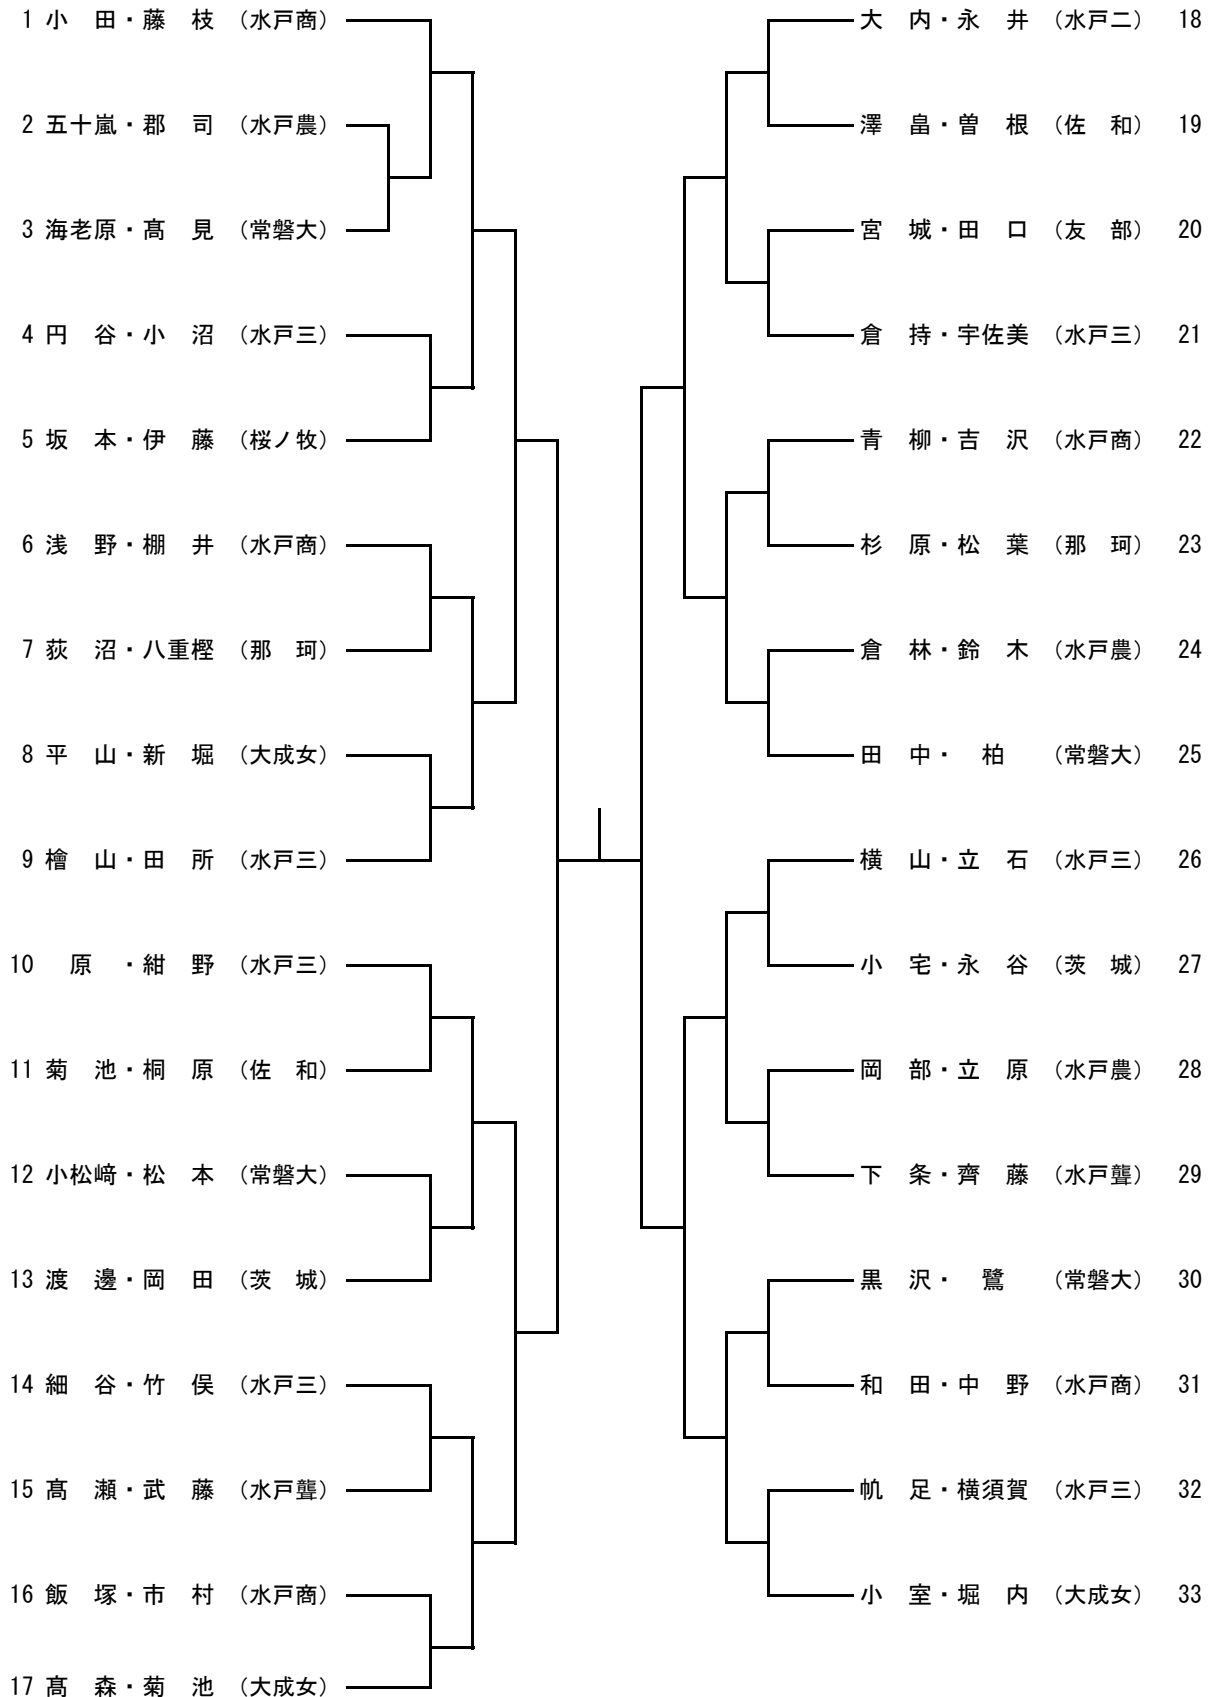 1 小　田・藤　枝 （水戸商）
2 五十嵐・郡　司 （水戸農）
3 海老原・髙　見 （常磐大）
4 円　谷・小　沼 （水戸三）
5 坂　本・伊　藤 （桜ノ牧）
6 浅　野・棚　井 （水戸商）
7 荻　沼・八重樫 （那　珂）
8 平　山・新　堀 （大成女）
9 檜　山・田　所 （水戸三）
10 　原　・紺　野 （水戸三）
11 菊　池・桐　原 （佐　和）
12 小松﨑・松　本 （常磐大）
13 渡　邊・岡　田 （茨　城）
14 細　谷・竹　俣 （水戸三）
15 髙　瀬・武　藤 （水戸聾）
16 飯　塚・市　村 （水戸商）
17 髙　森・菊　池 （大成女）
大　内・永　井 （水戸二） 18
澤　畠・曽　根 （佐　和） 19
宮　城・田　口 （友　部） 20
倉　持・宇佐美 （水戸三） 21
青　柳・吉　沢 （水戸商） 22
杉　原・松　葉 （那　珂） 23
倉　林・鈴　木 （水戸農） 24
田　中・　柏　 （常磐大） 25
横　山・立　石 （水戸三） 26
小　宅・永　谷 （茨　城） 27
岡　部・立　原 （水戸農） 28
下　条・齊　藤 （水戸聾） 29
黒　沢・　鷺　 （常磐大） 30
和　田・中　野 （水戸商） 31
帆　足・横須賀 （水戸三） 32
小　室・堀　内 （大成女） 33